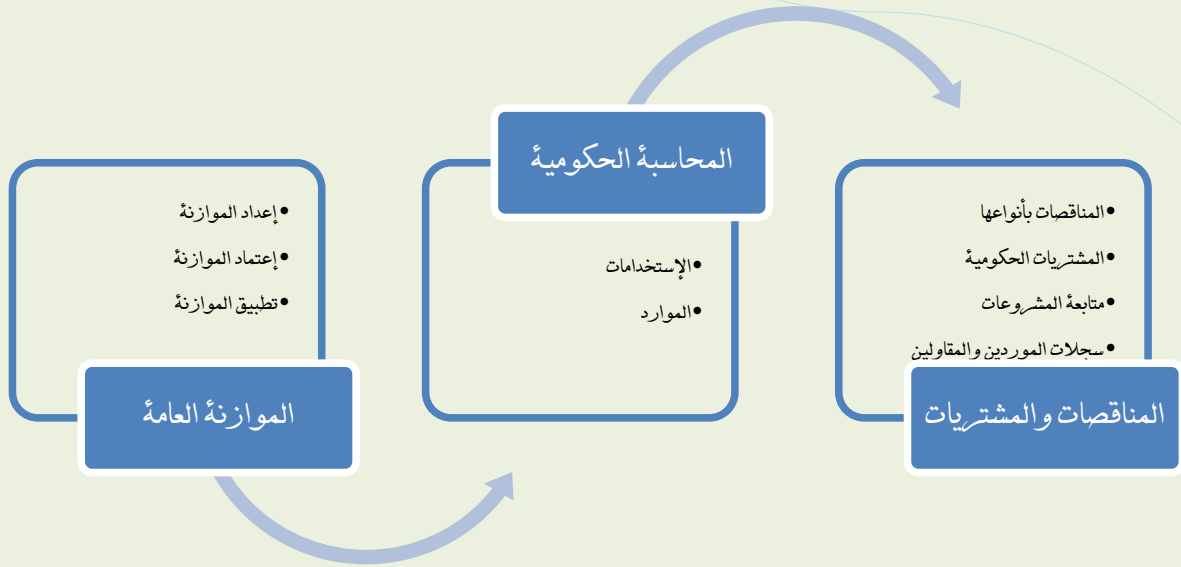 المناقصات بأنواعها
المشتريات الحكومية
متابعة المشروعات
سجلات الموردين والمقاولين
المناقصات والمشتريات
المحاسبة الحكومية
الإستخدامات
الموارد
إعداد الموازنة
إعتماد الموازنة
تطبيق الموازنة
الموازنة العامة